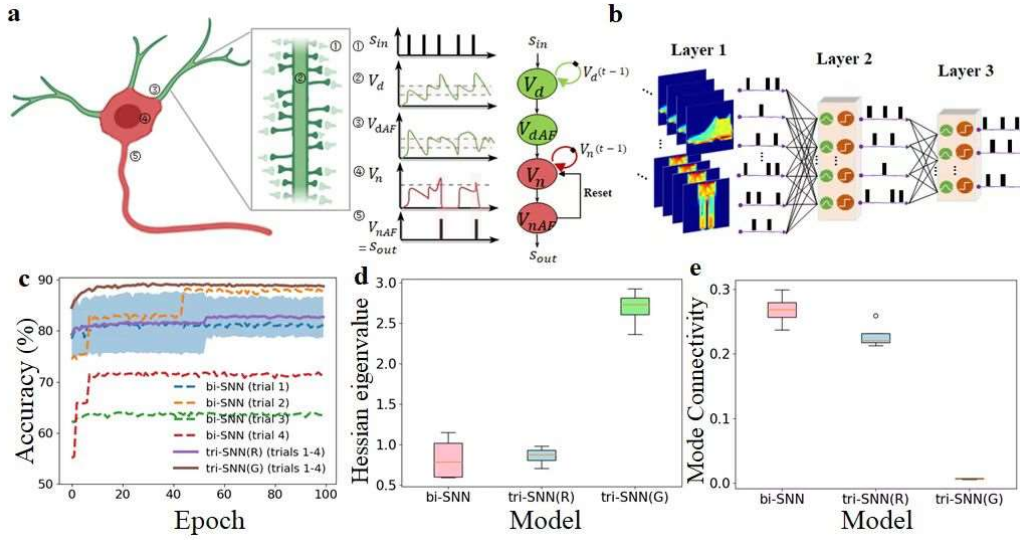 a
①
②
③
④
⑤
① S_in
② V_d
③ V_dAF
④ V_n
⑤
V_nAF
= S_out
S_in
V_d
V_d(t−1)
V_dAF
V_n
V_n(t−1)
Reset
V_nAF
S_out
b
Layer 1
Layer 2
Layer 3
c
Accuracy (%)
90
80
70
60
50
bi-SNN (trial 1)
bi-SNN (trial 2)
bi-SNN (trial 3)
bi-SNN (trial 4)
tri-SNN(R) (trials 1-4)
tri-SNN(G) (trials 1-4)
0 20 40 60 80 100
Epoch
d
Hessian eigenvalue
3.0
2.5
2.0
1.5
1.0
0.5
bi-SNN tri-SNN(R) tri-SNN(G)
Model
e
Mode Connectivity
0.3
0.2
0.1
0.0
bi-SNN tri-SNN(R) tri-SNN(G)
Model